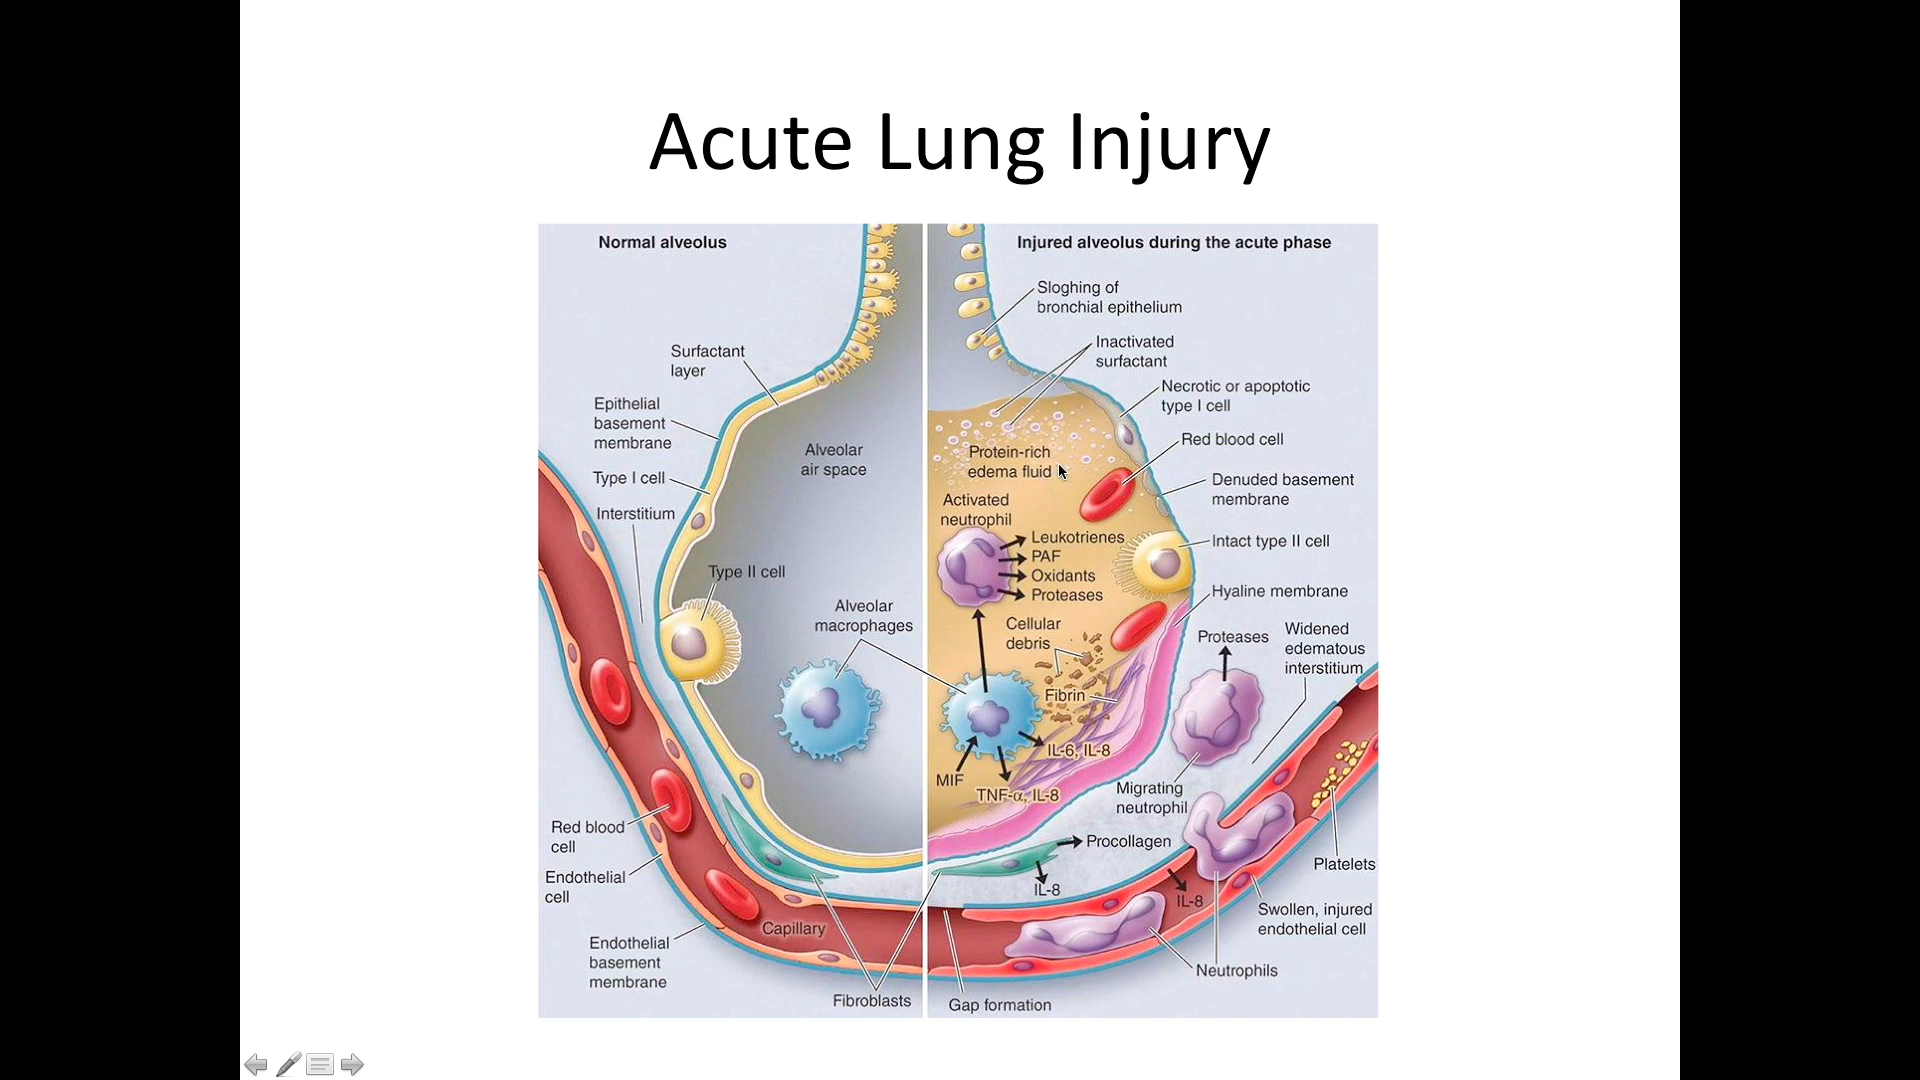 Acute Lung Injury
Normal alveolus
Surfactant
layer
Epithelial
basement
membrane
Type I cell
Interstitium
Alveolar
air space
Type II cell
Alveolar
macrophages
Red blood
cell
Endothelial
cell
Endothelial
basement
membrane
Capillary
Fibroblasts
Injured alveolus during the acute phase
Sloghing of
bronchial epithelium
Inactivated
surfactant
Necrotic or apoptotic
type I cell
Red blood cell
Protein-rich
edema fluid
Denuded basement
membrane
Activated
neutrophil
Leukotrienes
PAF
Oxidants
Proteases
Intact type II cell
Hyaline membrane
Cellular
debris
Proteases
Widened
edematous
interstitium
Fibrin
IL-6, IL-8
MIF
TNF-α, IL-8
Migrating
neutrophil
Procollagen
IL-8
IL-8
Platelets
Swollen, injured
endothelial cell
Neutrophils
Gap formation